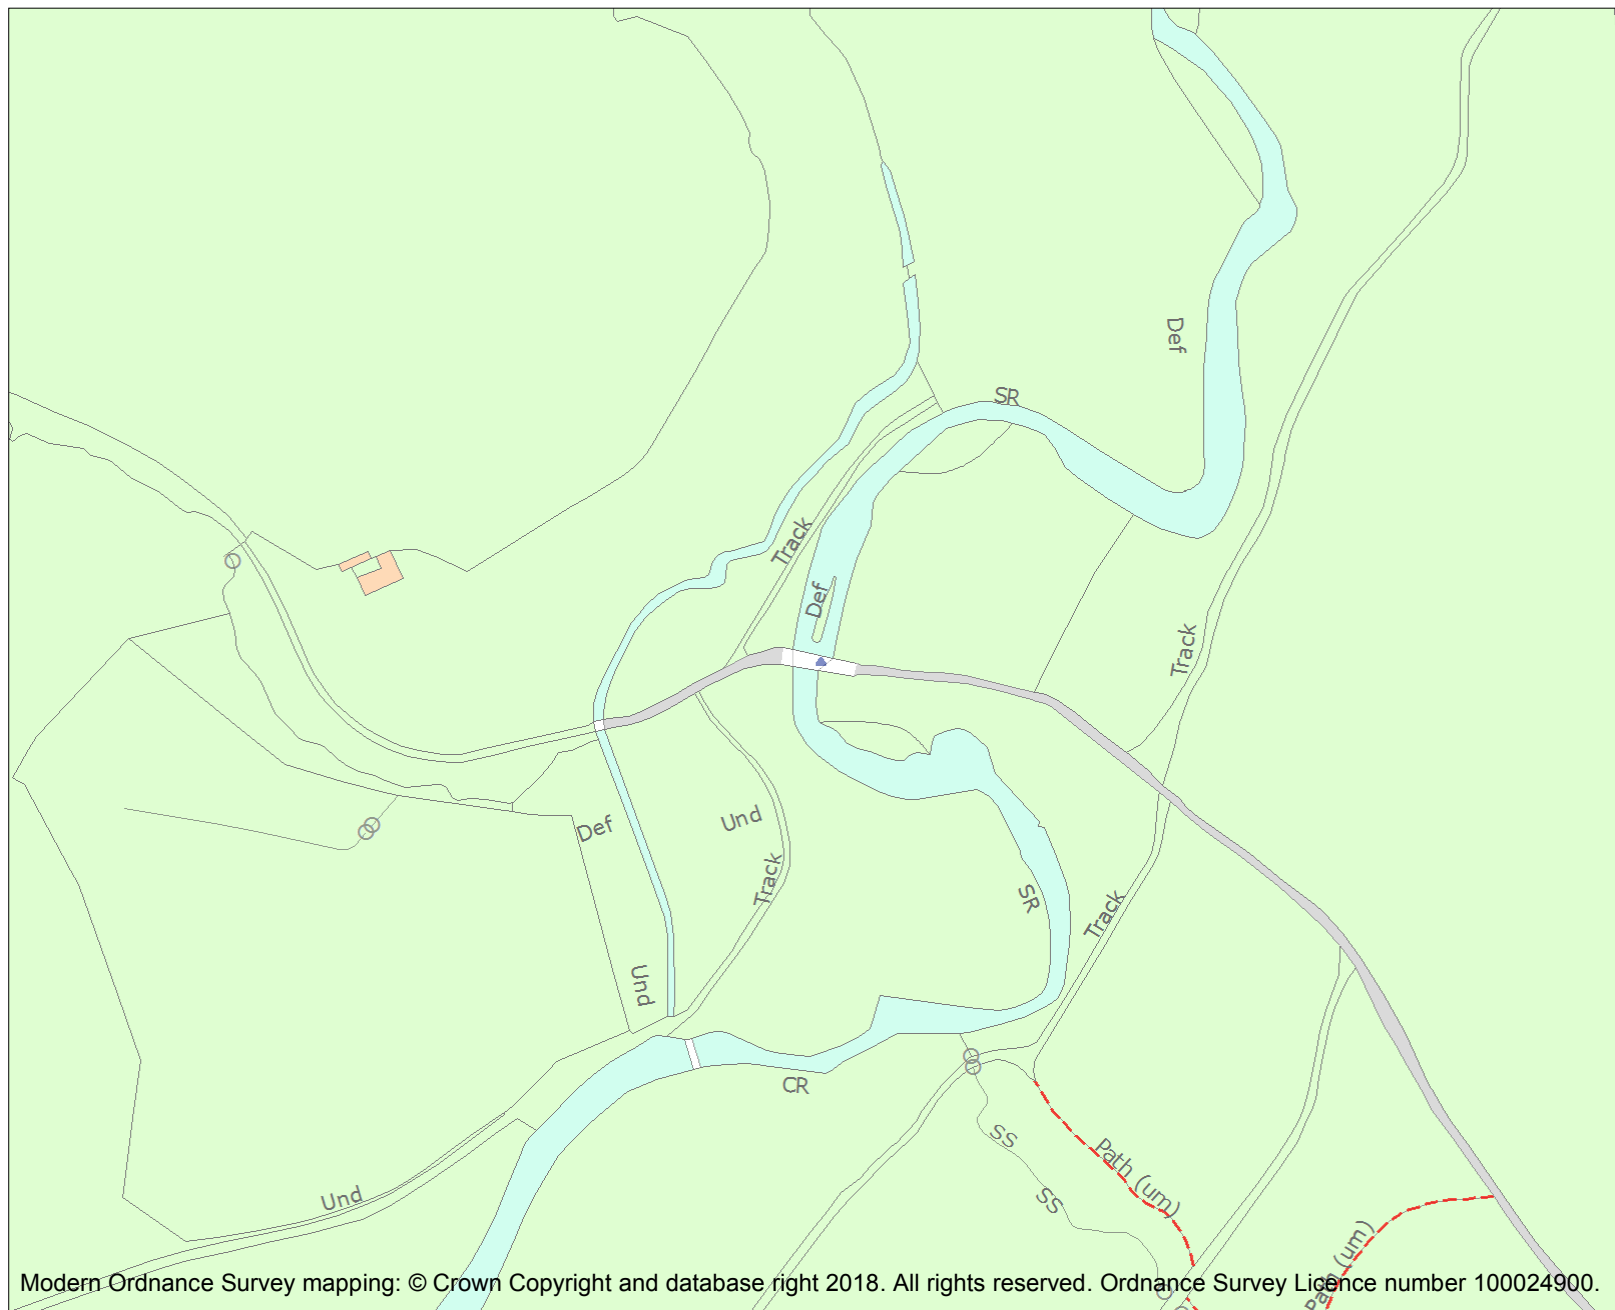 Def
SR
Track
Def
Track
Def
Und
Track
SR
Track
Und
CR
SS
Path (um)
SS
Und
Path (um)
Modern Ordnance Survey mapping: © Crown Copyright and database right 2018. All rights reserved. Ordnance Survey Licence number 100024900.